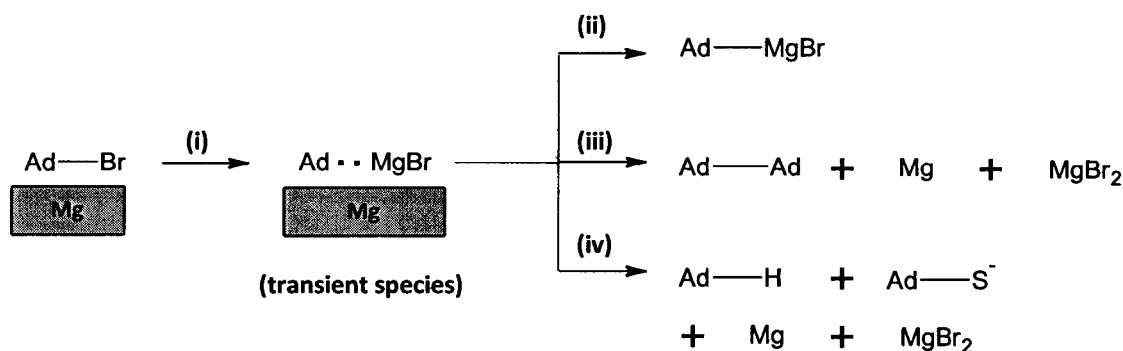 (ii)
Ad—MgBr
(i)
(iii)
Ad—Br
Ad·· MgBr
Ad—Ad + Mg + MgBr₂
Mg
Mg
(iv)
(transient species)
Ad—H + Ad—S⁻
+ Mg + MgBr₂